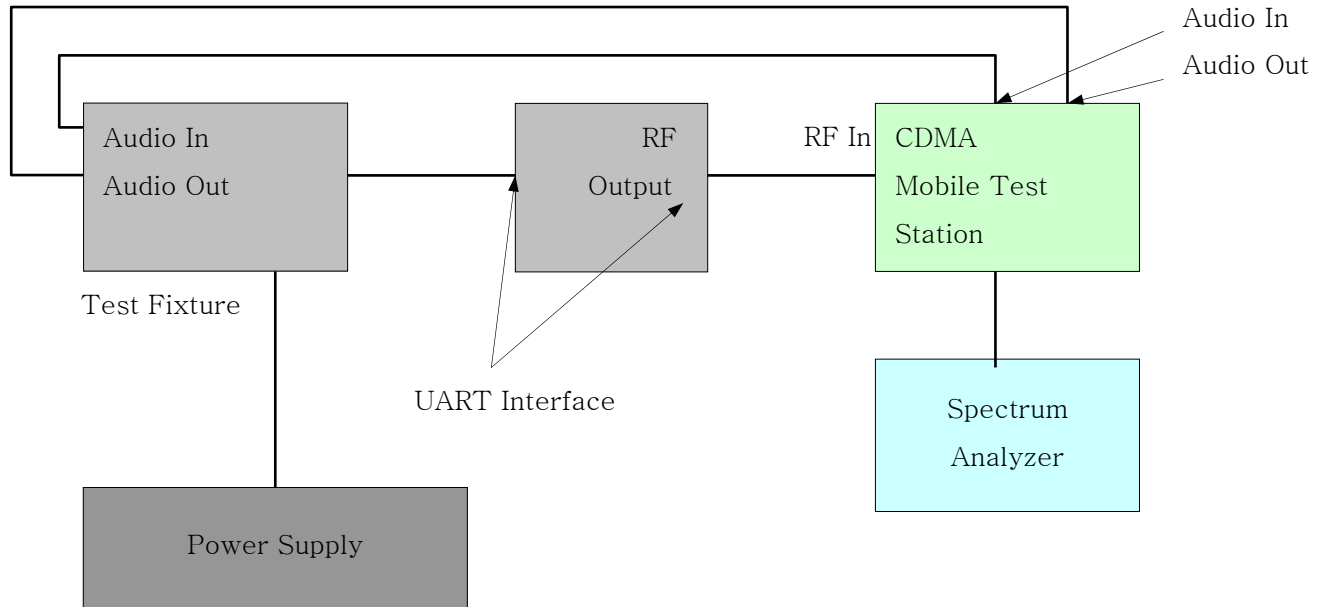 Audio In
Audio Out
Audio In
Audio Out
RF
Output
RF In
CDMA
Mobile Test
Station
Test Fixture
UART Interface
Spectrum
Analyzer
Power Supply